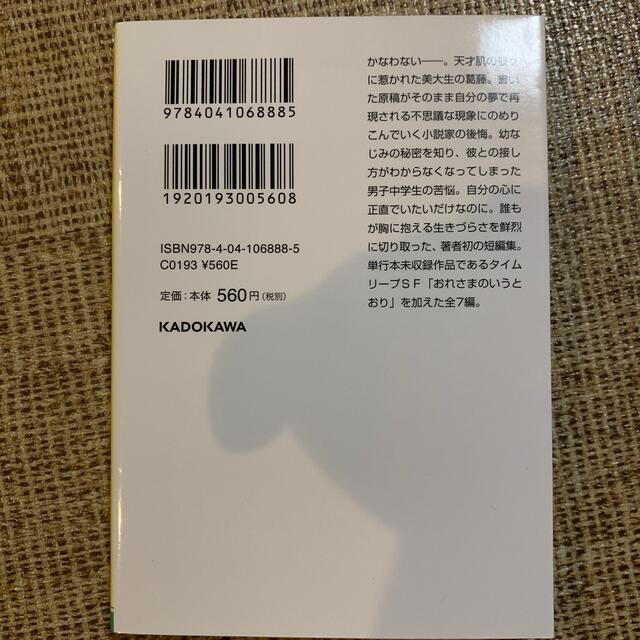 9784041068885
1920193005608
ISBN978-4-04-106888-5
C0193 ¥560E
定価：本体 560円（税別）
KADOKAWA
かなわない――。天才肌の彼女
に惹かれた美大生の葛藤。書い
た原稿がそのまま自分の夢で再
現される不思議な現象にのめり
こんでいく小説家の後悔。幼な
じみの秘密を知り、彼との接し
方がわからなくなってしまった
男子中学生の苦悩。自分の心に
正直でいたいだけなのに。誰も
が胸に抱える生きづらさを鮮烈
に切り取った、著者初の短編集。
単行本未収録作品であるタイム
リープＳＦ「おれさまのいうと
おり」を加えた全7編。